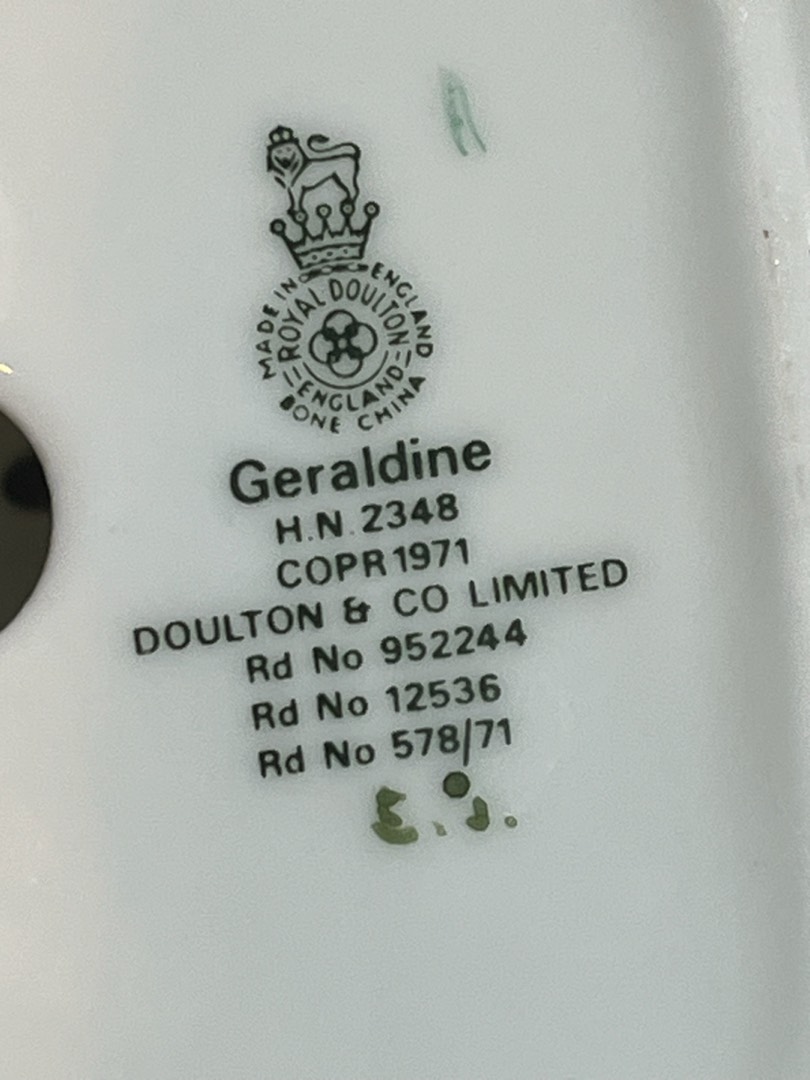 MADE IN ENGLAND
ROYAL DOULTON
ENGLAND
BONE CHINA
Geraldine
H.N. 2348
COPR 1971
DOULTON & CO LIMITED
Rd No 952244
Rd No 12536
Rd No 578/71
E.J.